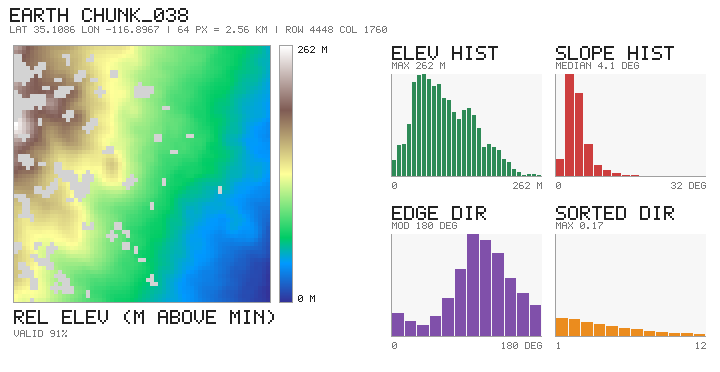 EARTH CHUNK_038
LAT 35.1086 LON -116.8967 | 64 PX = 2.56 KM | ROW 4448 COL 1760
262 M
0 M
REL ELEV (M ABOVE MIN)
VALID 91%
ELEV HIST
MAX 262 M
0 262 M
SLOPE HIST
MEDIAN 4.1 DEG
0 32 DEG
EDGE DIR
MOD 180 DEG
0 180 DEG
SORTED DIR
MAX 0.17
1 12